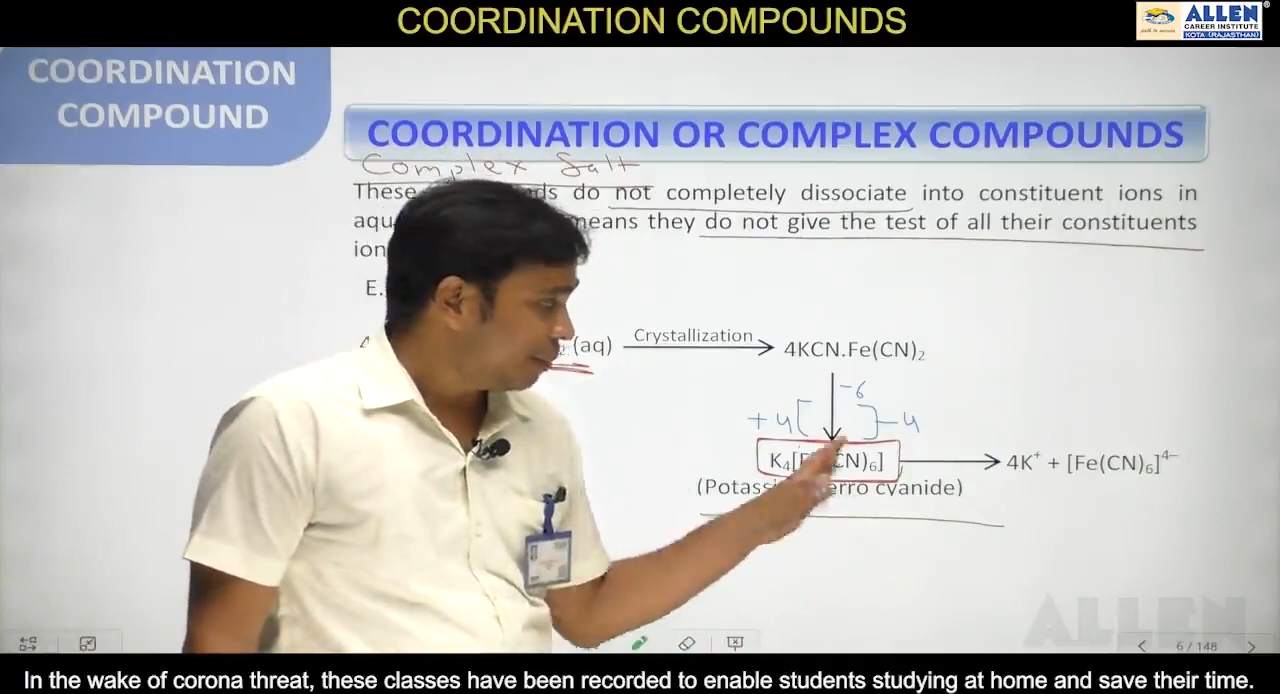 COORDINATION COMPOUNDS
ALLEN
CAREER INSTITUTE
KOTA (RAJASTHAN)
COORDINATION
COMPOUND
COORDINATION OR COMPLEX COMPOUNDS
Complex Salt
These do not completely dissociate into constituent ions in
means they do not give the test of all their constituents
ion
E.
(aq) Crystallization 4KCN.Fe(CN)₂
-6
+4 [ ] -4
K₄[F CN)₆] 4K⁺ + [Fe(CN)₆]⁴⁻
(Potass erro cyanide)
ALLEN
6 / 148
In the wake of corona threat, these classes have been recorded to enable students studying at home and save their time.